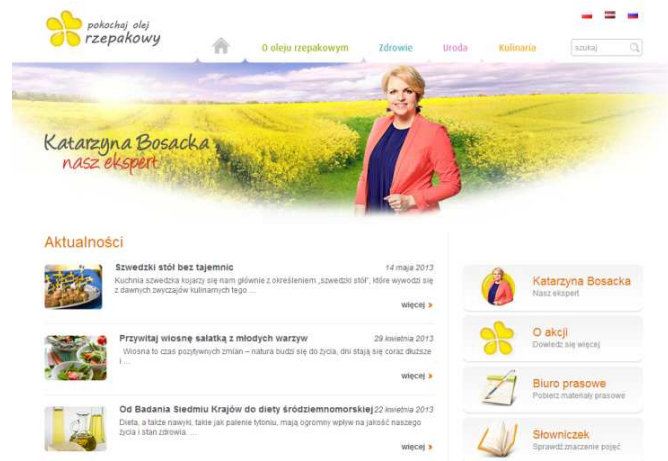 pokochaj olej
rzepakowy
O oleju rzepakowym
Zdrowie
Uroda
Kulinaria
szukaj
Katarzyna Bosacka
nasz ekspert
Aktualności
Szwedzki stół bez tajemnic
14 maja 2013
Kuchnia szwedzka kojarzy się nam głównie z określeniem „szwedzki stół”, które wywodzi się
z dawnych zwyczajów kulinarnych tego ...
więcej
Przywitaj wiosnę sałatką z młodych warzyw
29 kwietnia 2013
Wiosna to czas pozytywnych zmian – natura budzi się do życia, dni stają się coraz dłuższe
i ...
więcej
Od Badania Siedmiu Krajów do diety śródziemnomorskiej
22 kwietnia 2013
Dieta, a także nawyki, takie jak palenie tytoniu, mają ogromny wpływ na jakość naszego
życia i stan zdrowia. ...
więcej
Katarzyna Bosacka
Nasz ekspert
O akcji
Dowiedz się więcej
Biuro prasowe
Pobierz materiały prasowe
Słowniczek
Sprawdź znaczenie pojęć